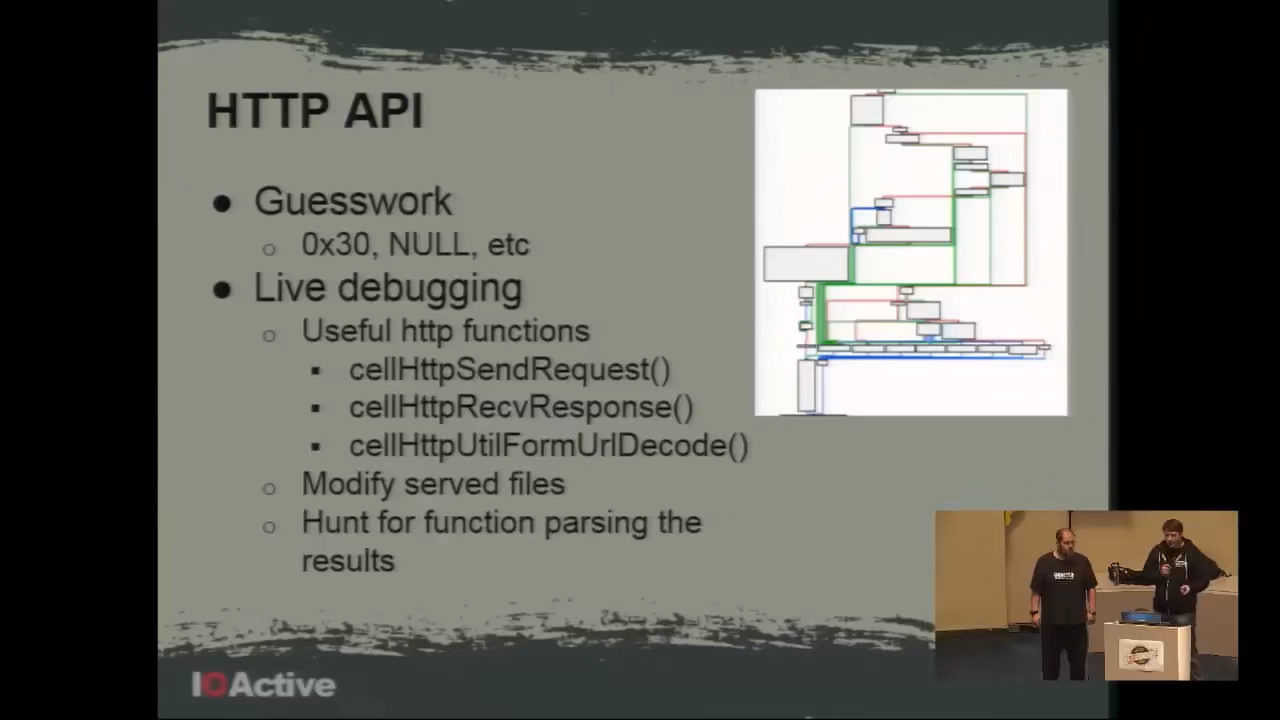 HTTP API
● Guesswork
○ 0x30, NULL, etc
● Live debugging
○ Useful http functions
▪ cellHttpSendRequest()
▪ cellHttpRecvResponse()
▪ cellHttpUtilFormUrlDecode()
○ Modify served files
○ Hunt for function parsing the
results
IOActive